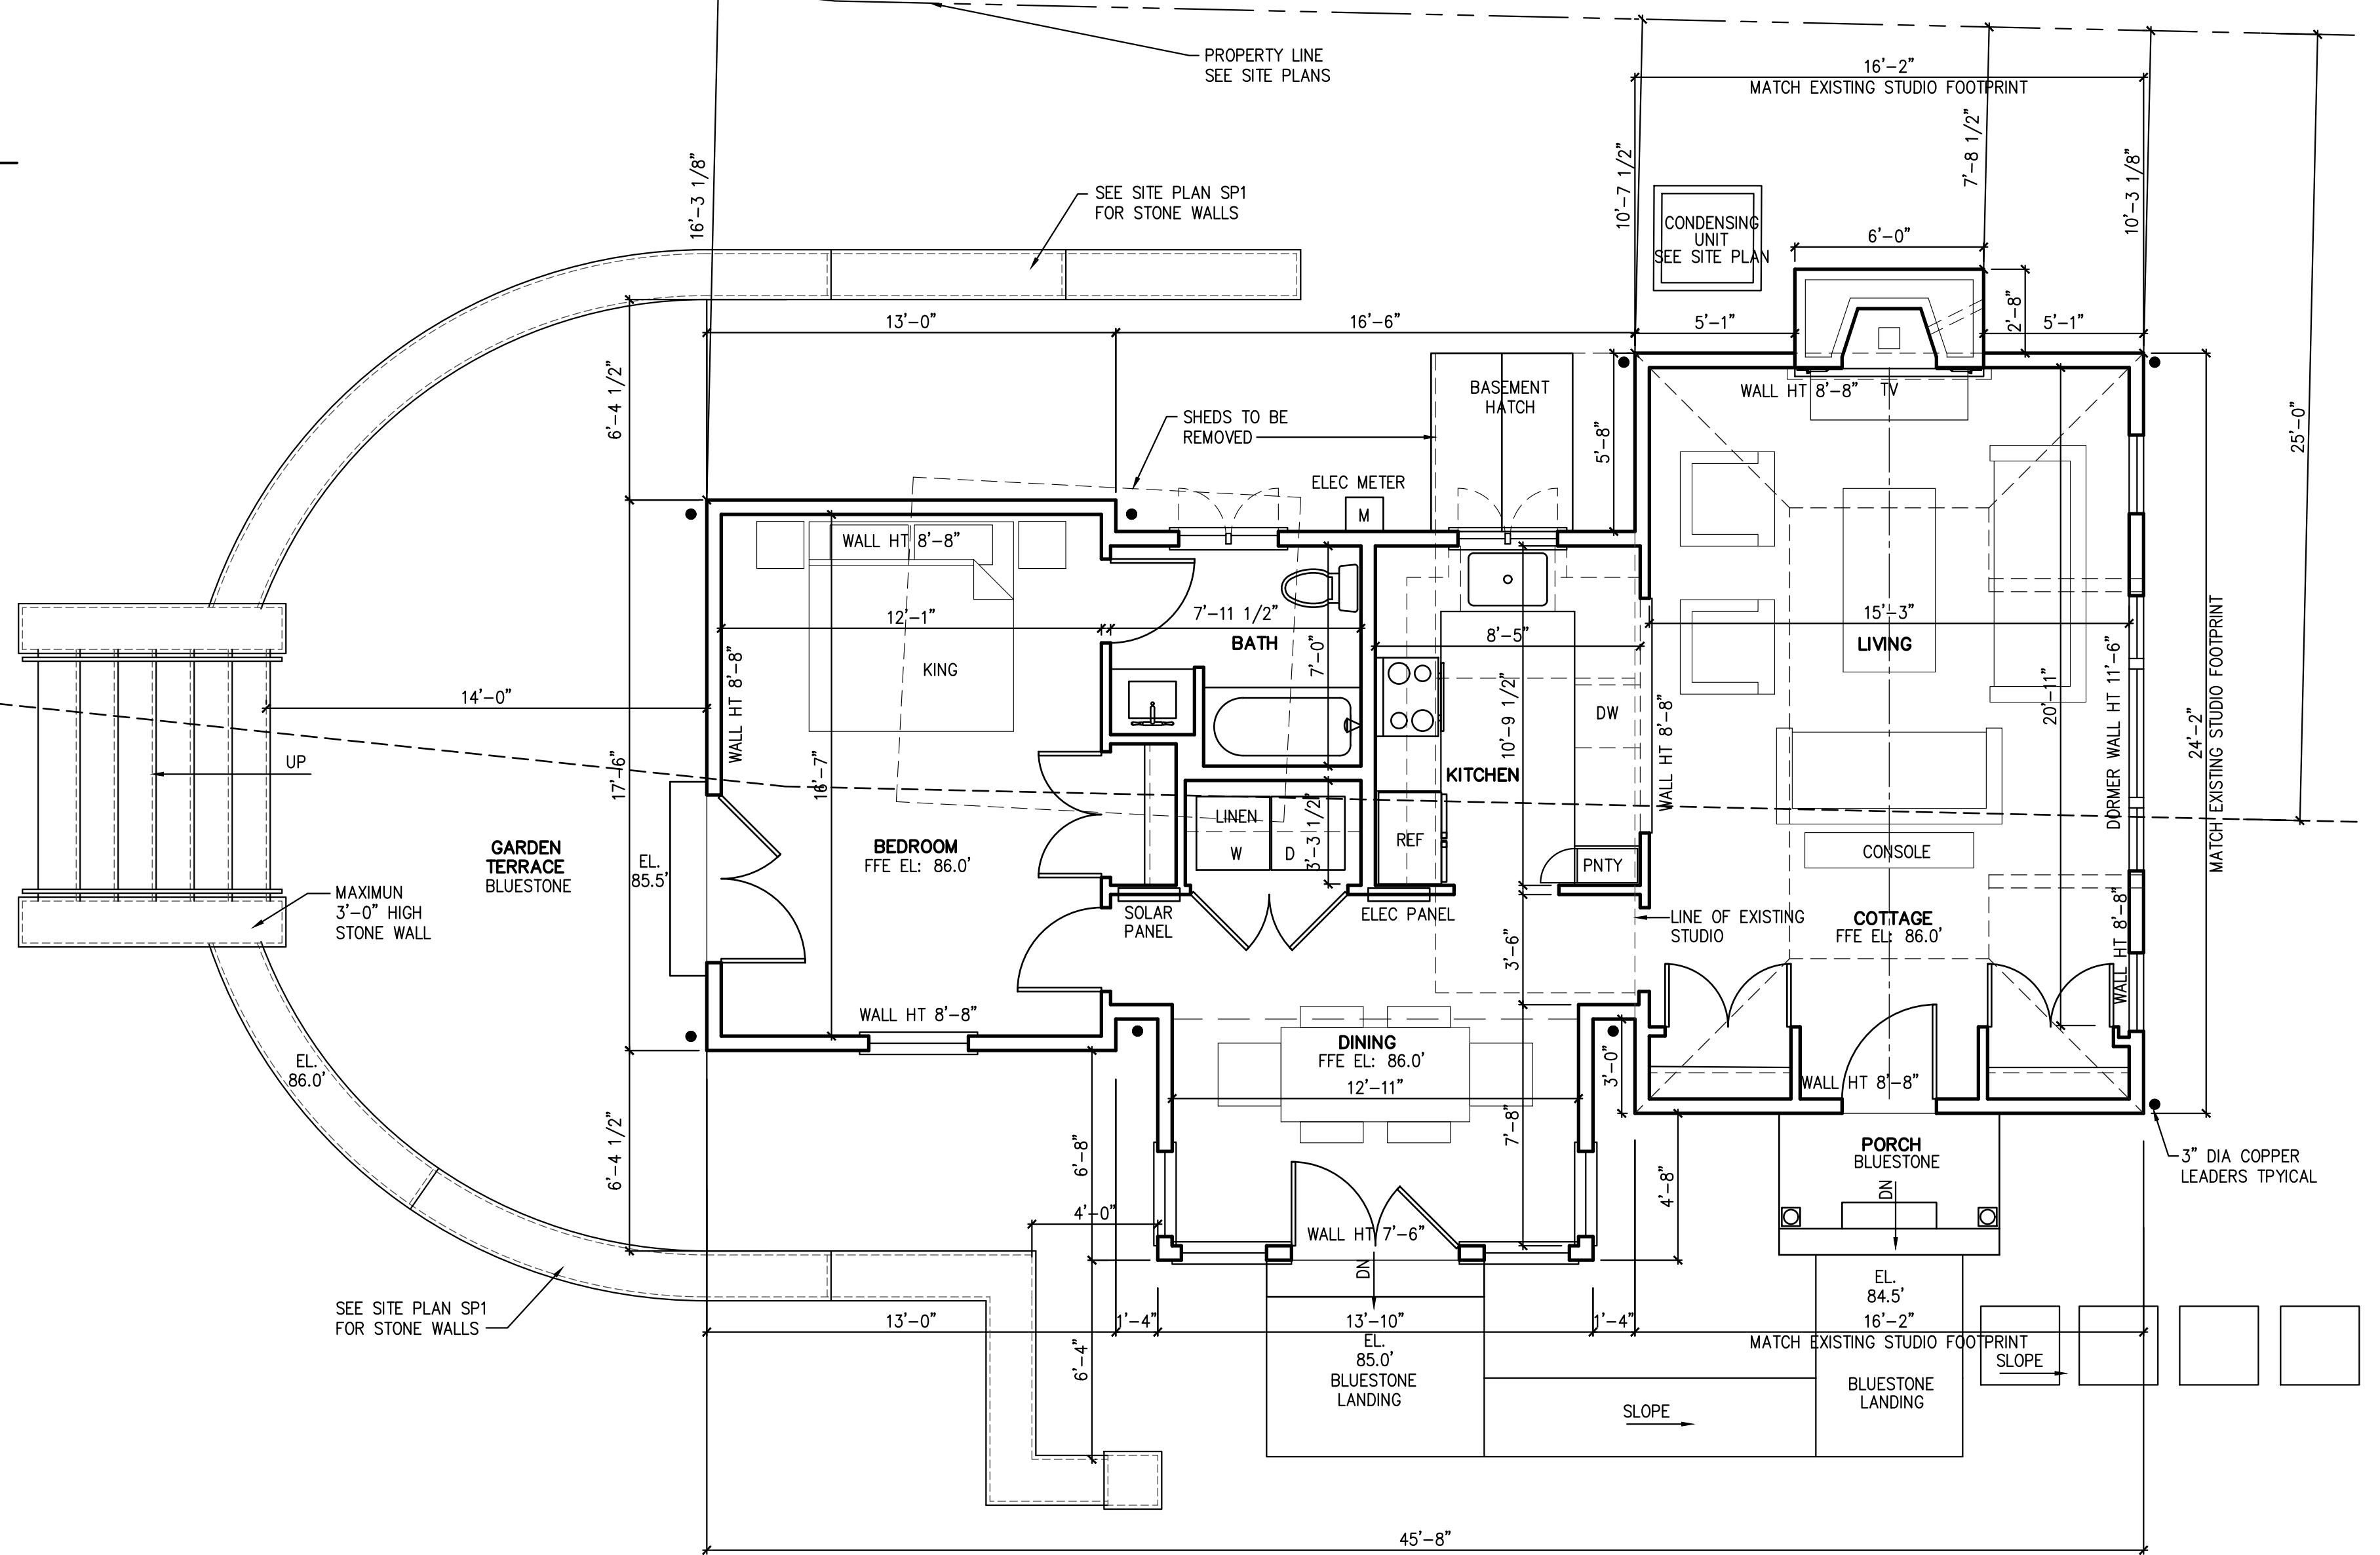 PROPERTY LINE
SEE SITE PLANS
16'-2"
MATCH EXISTING STUDIO FOOTPRINT
16'-3 1/8"
10'-7 1/2"
7'-8 1/2"
10'-3 1/8"
25'-0"
SEE SITE PLAN SP1
FOR STONE WALLS
CONDENSING
UNIT
SEE SITE PLAN
6'-0"
2'-8"
13'-0"
16'-6"
5'-1"
5'-1"
6'-4 1/2"
SHEDS TO BE
REMOVED
BASEMENT
HATCH
5'-8"
WALL HT 8'-8"
TV
ELEC METER
M
WALL HT 8'-8"
12'-1"
7'-11 1/2"
BATH
7'-0"
8'-5"
15'-3"
LIVING
KING
WALL HT 8'-8"
14'-0"
UP
17'-6"
16'-7"
10'-9 1/2"
DW
KITCHEN
WALL HT 8'-8"
20'-11"
DORMER WALL HT 11'-6"
24'-2"
MATCH EXISTING STUDIO FOOTPRINT
GARDEN
TERRACE
BLUESTONE
EL.
85.5'
BEDROOM
FFE EL: 86.0'
LINEN
W
D
3'-3 1/2"
REF
PNTY
CONSOLE
MAXIMUN
3'-0" HIGH
STONE WALL
SOLAR
PANEL
ELEC PANEL
LINE OF EXISTING
STUDIO
COTTAGE
FFE EL: 86.0'
WALL HT 8'-8"
3'-6"
WALL HT 8'-8"
DINING
FFE EL: 86.0'
12'-11"
3'-0"
WALL HT 8'-8"
EL.
86.0'
6'-4 1/2"
6'-8"
7'-8"
4'-8"
PORCH
BLUESTONE
DN
3" DIA COPPER
LEADERS TPYICAL
4'-0"
WALL HT 7'-6"
DN
SEE SITE PLAN SP1
FOR STONE WALLS
13'-0"
1'-4"
13'-10"
1'-4"
EL.
84.5'
16'-2"
MATCH EXISTING STUDIO FOOTPRINT
6'-4"
EL.
85.0'
BLUESTONE
LANDING
SLOPE
BLUESTONE
LANDING
SLOPE
45'-8"